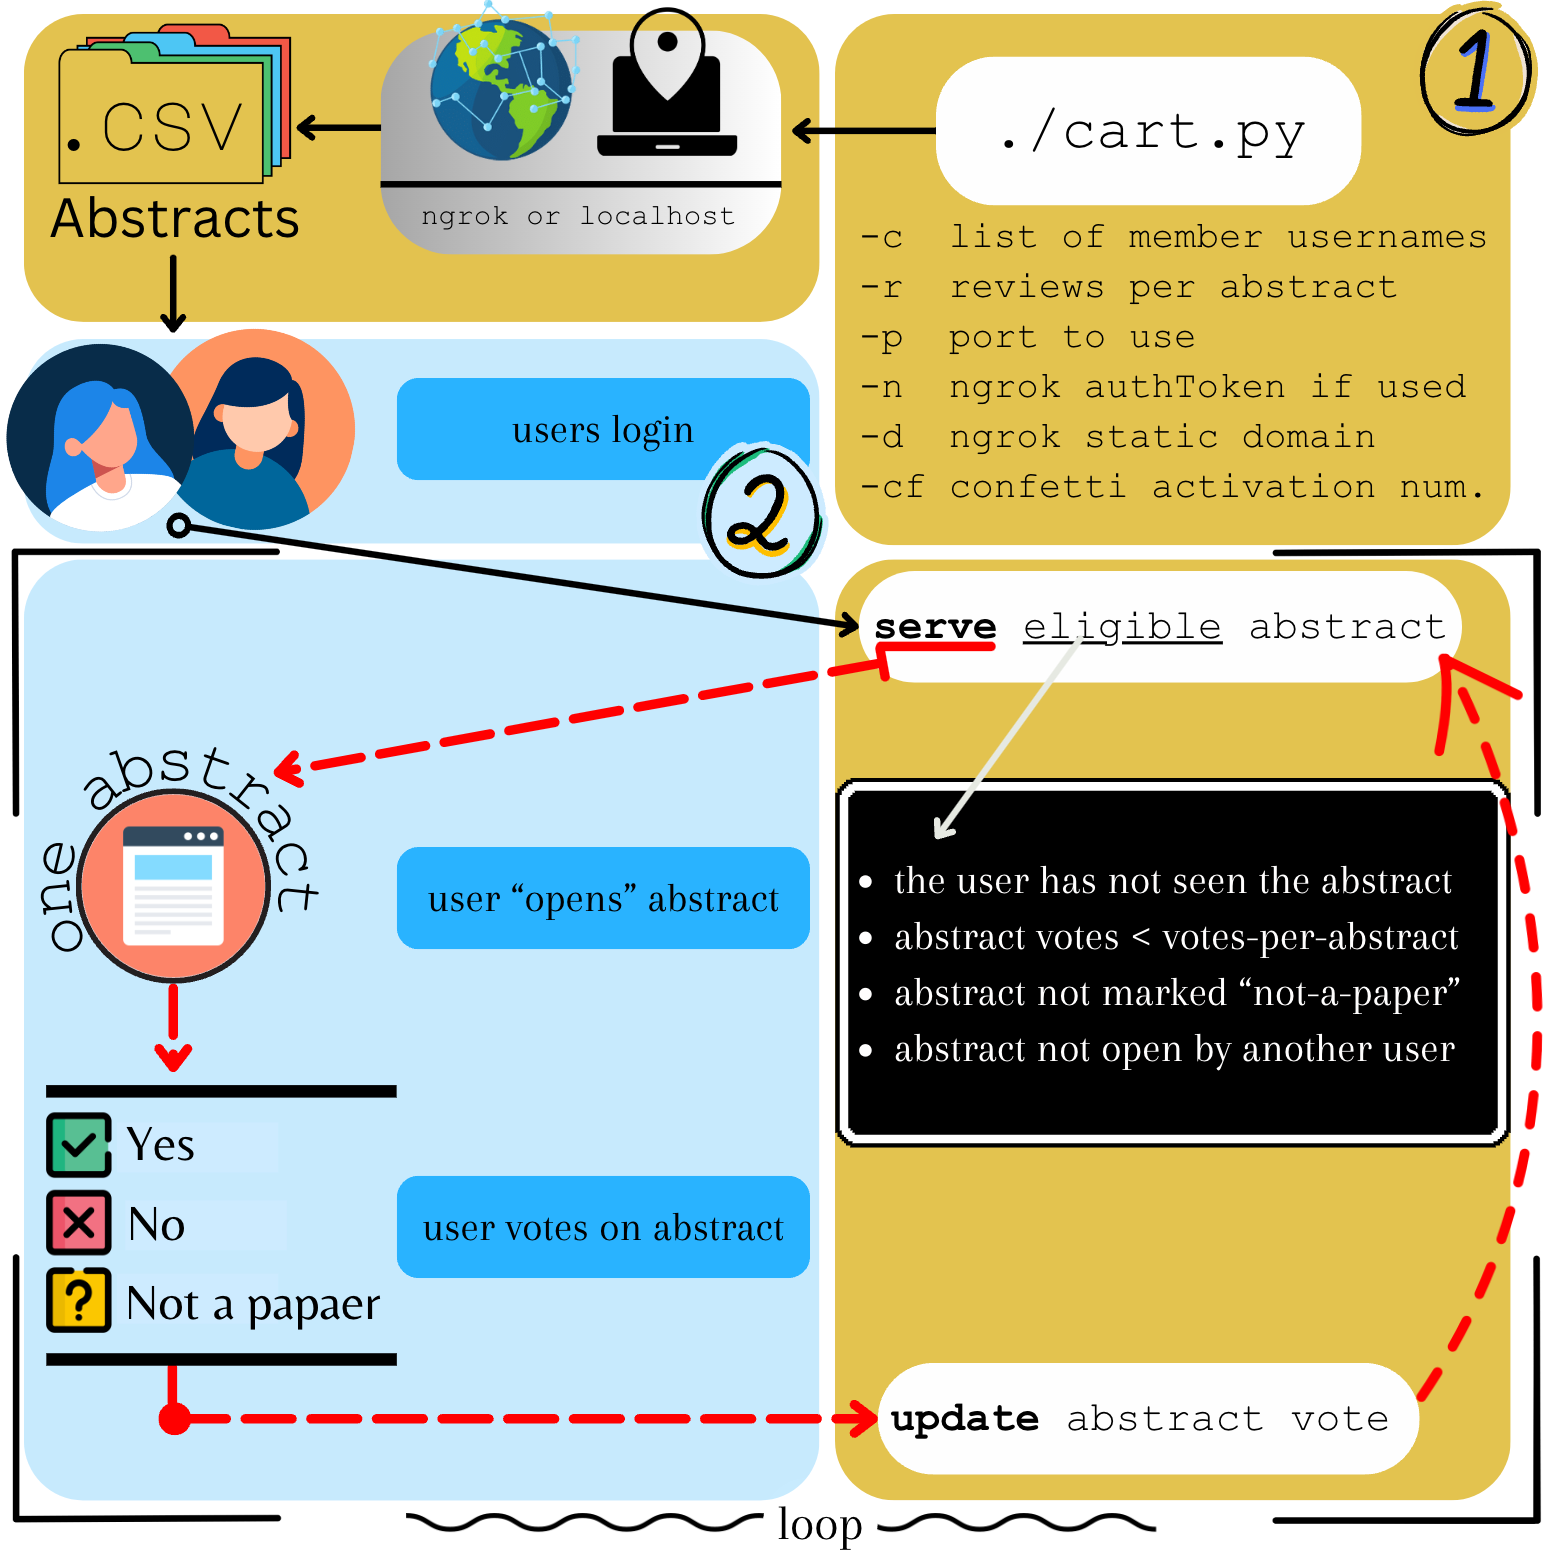 1
./cart.py
-c list of member usernames
-r reviews per abstract
-p port to use
-n ngrok authToken if used
-d ngrok static domain
-cf confetti activation num.
ngrok or localhost
.CSV
Abstracts
users login
2
serve eligible abstract
the user has not seen the abstract
abstract votes < votes-per-abstract
abstract not marked “not-a-paper”
abstract not open by another user
one abstract
user “opens” abstract
Yes
No
Not a papaer
user votes on abstract
update abstract vote
loop